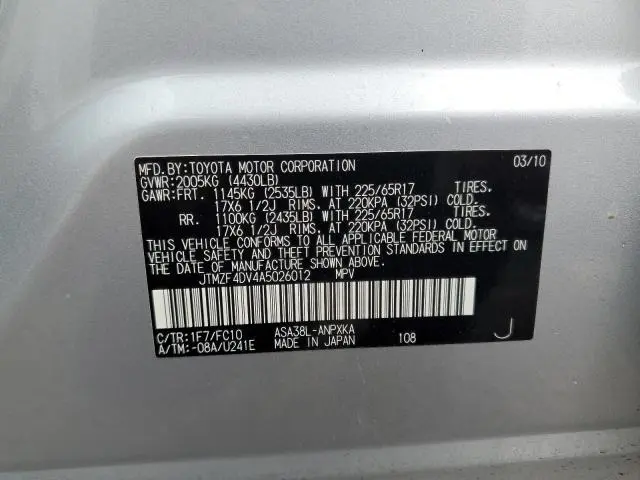 MFD.BY:TOYOTA MOTOR CORPORATION 03/10
GVWR:2005KG (4430LB)
GAWR:FRT. 1145KG (2535LB) WITH 225/65R17 TIRES.
17X6 1/2J RIMS. AT 220KPA (32PSI) COLD.
RR. 1100KG (2435LB) WITH 225/65R17 TIRES.
17X6 1/2J RIMS. AT 220KPA (32PSI) COLD.
THIS VEHICLE CONFORMS TO ALL APPLICABLE FEDERAL MOTOR
VEHICLE SAFETY AND THEFT PREVENTION STANDARDS IN EFFECT ON
THE DATE OF MANUFACTURE SHOWN ABOVE.
JTMZF4DV4A5026012 MPV
C/TR:1F7/FC10 ASA38L-ANPXKA
A/TM:-08A/U241E MADE IN JAPAN 108 J